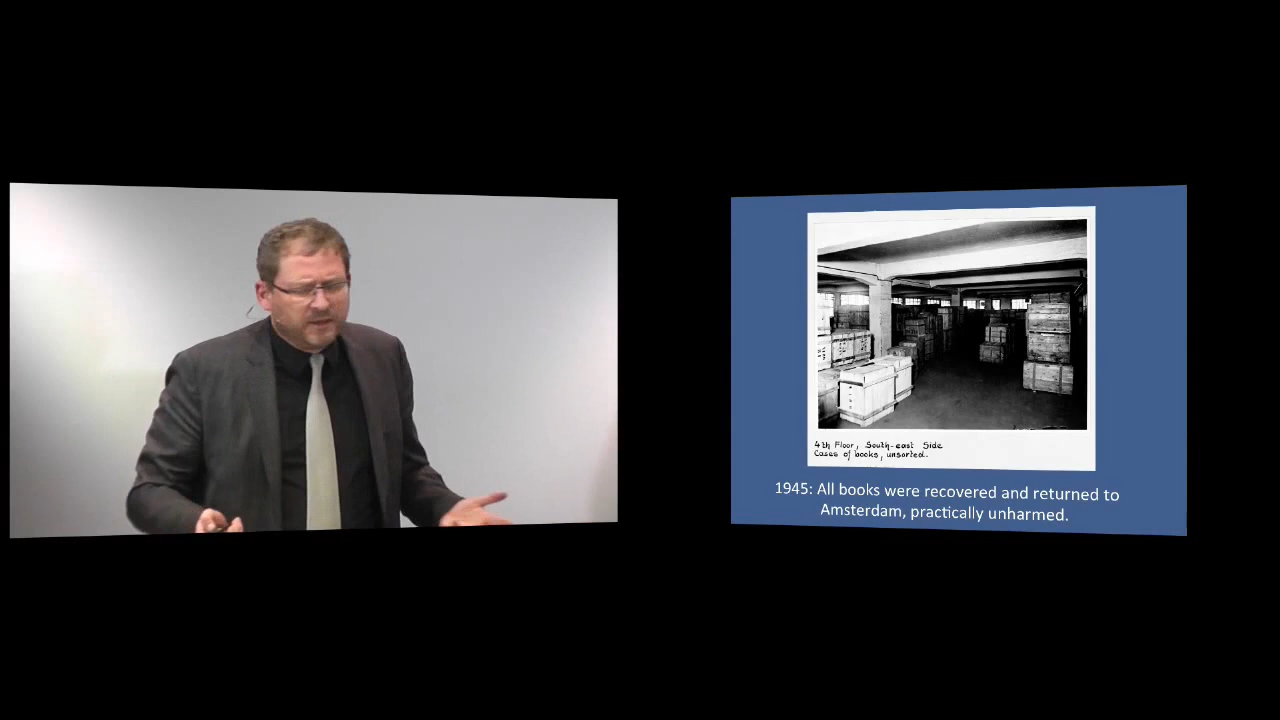 4th Floor, South-east Side
Cases of books, unsorted.
1945: All books were recovered and returned to
Amsterdam, practically unharmed.